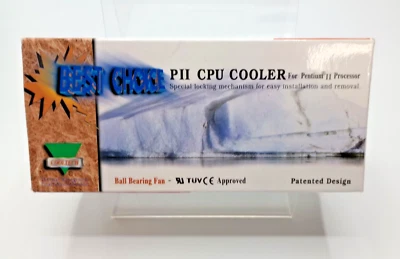 BEST CHOICE
PII CPU COOLER For Pentium II Processor
Special locking mechanism for easy installation and removal.
Ball Bearing Fan - TUV CE Approved
Patented Design